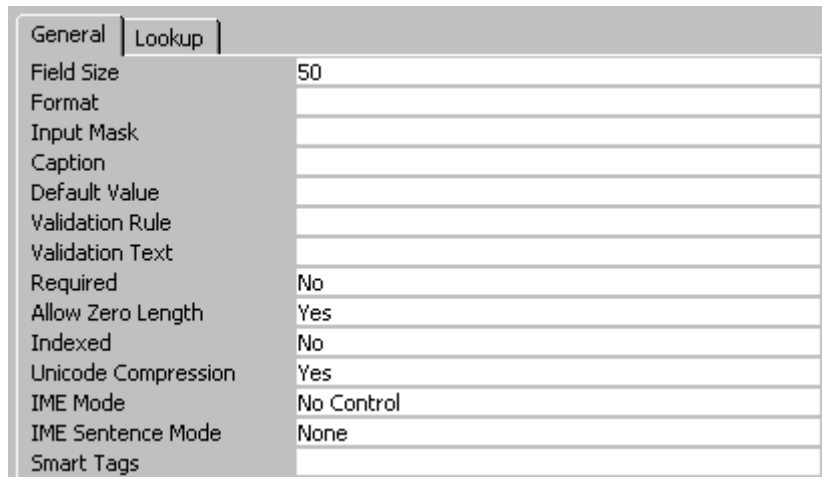 General Lookup
Field Size 50
Format
Input Mask
Caption
Default Value
Validation Rule
Validation Text
Required No
Allow Zero Length Yes
Indexed No
Unicode Compression Yes
IME Mode No Control
IME Sentence Mode None
Smart Tags